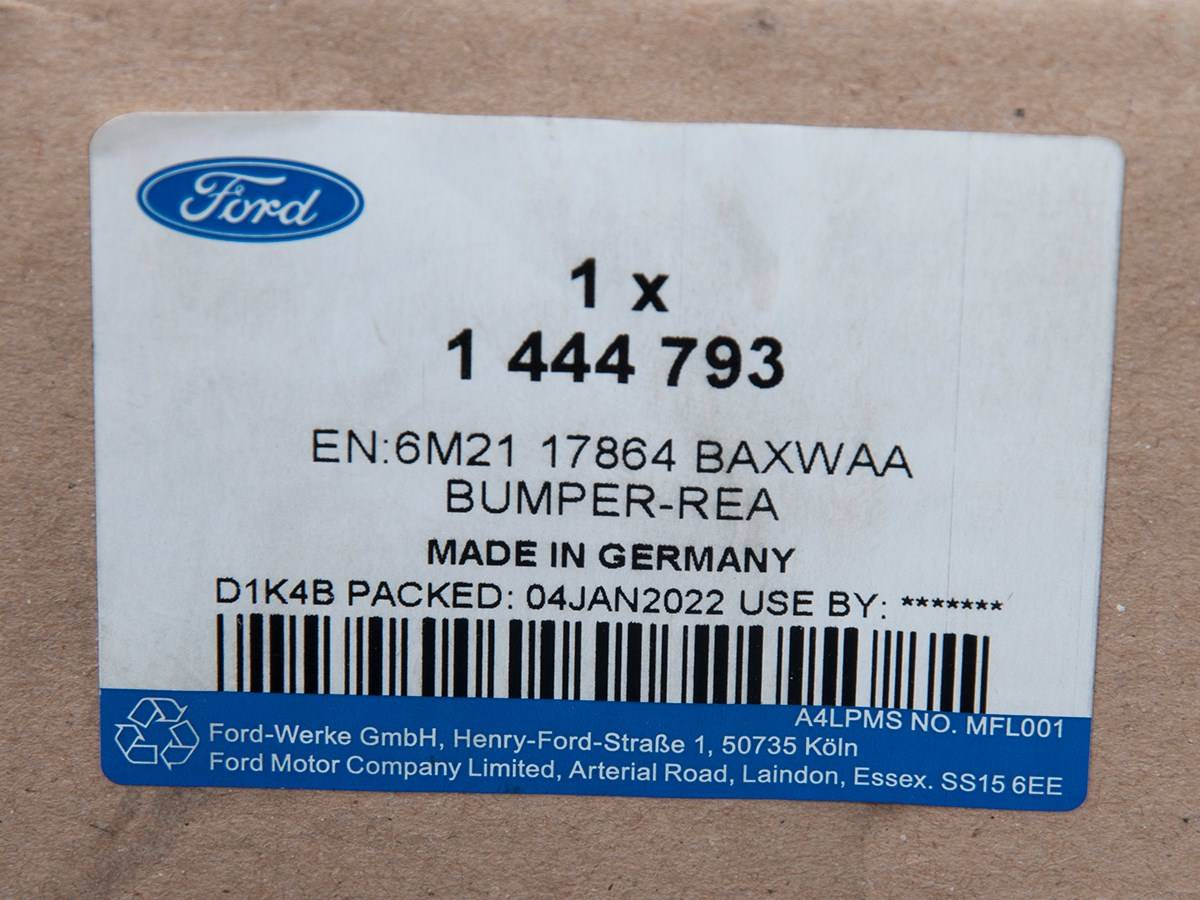 Ford
1 x
1 444 793
EN:6M21 17864 BAXWAA
BUMPER-REA
MADE IN GERMANY
D1K4B PACKED: 04JAN2022 USE BY: *******
A4LPMS NO. MFL001
Ford-Werke GmbH, Henry-Ford-Straße 1, 50735 Köln
Ford Motor Company Limited, Arterial Road, Laindon, Essex. SS15 6EE